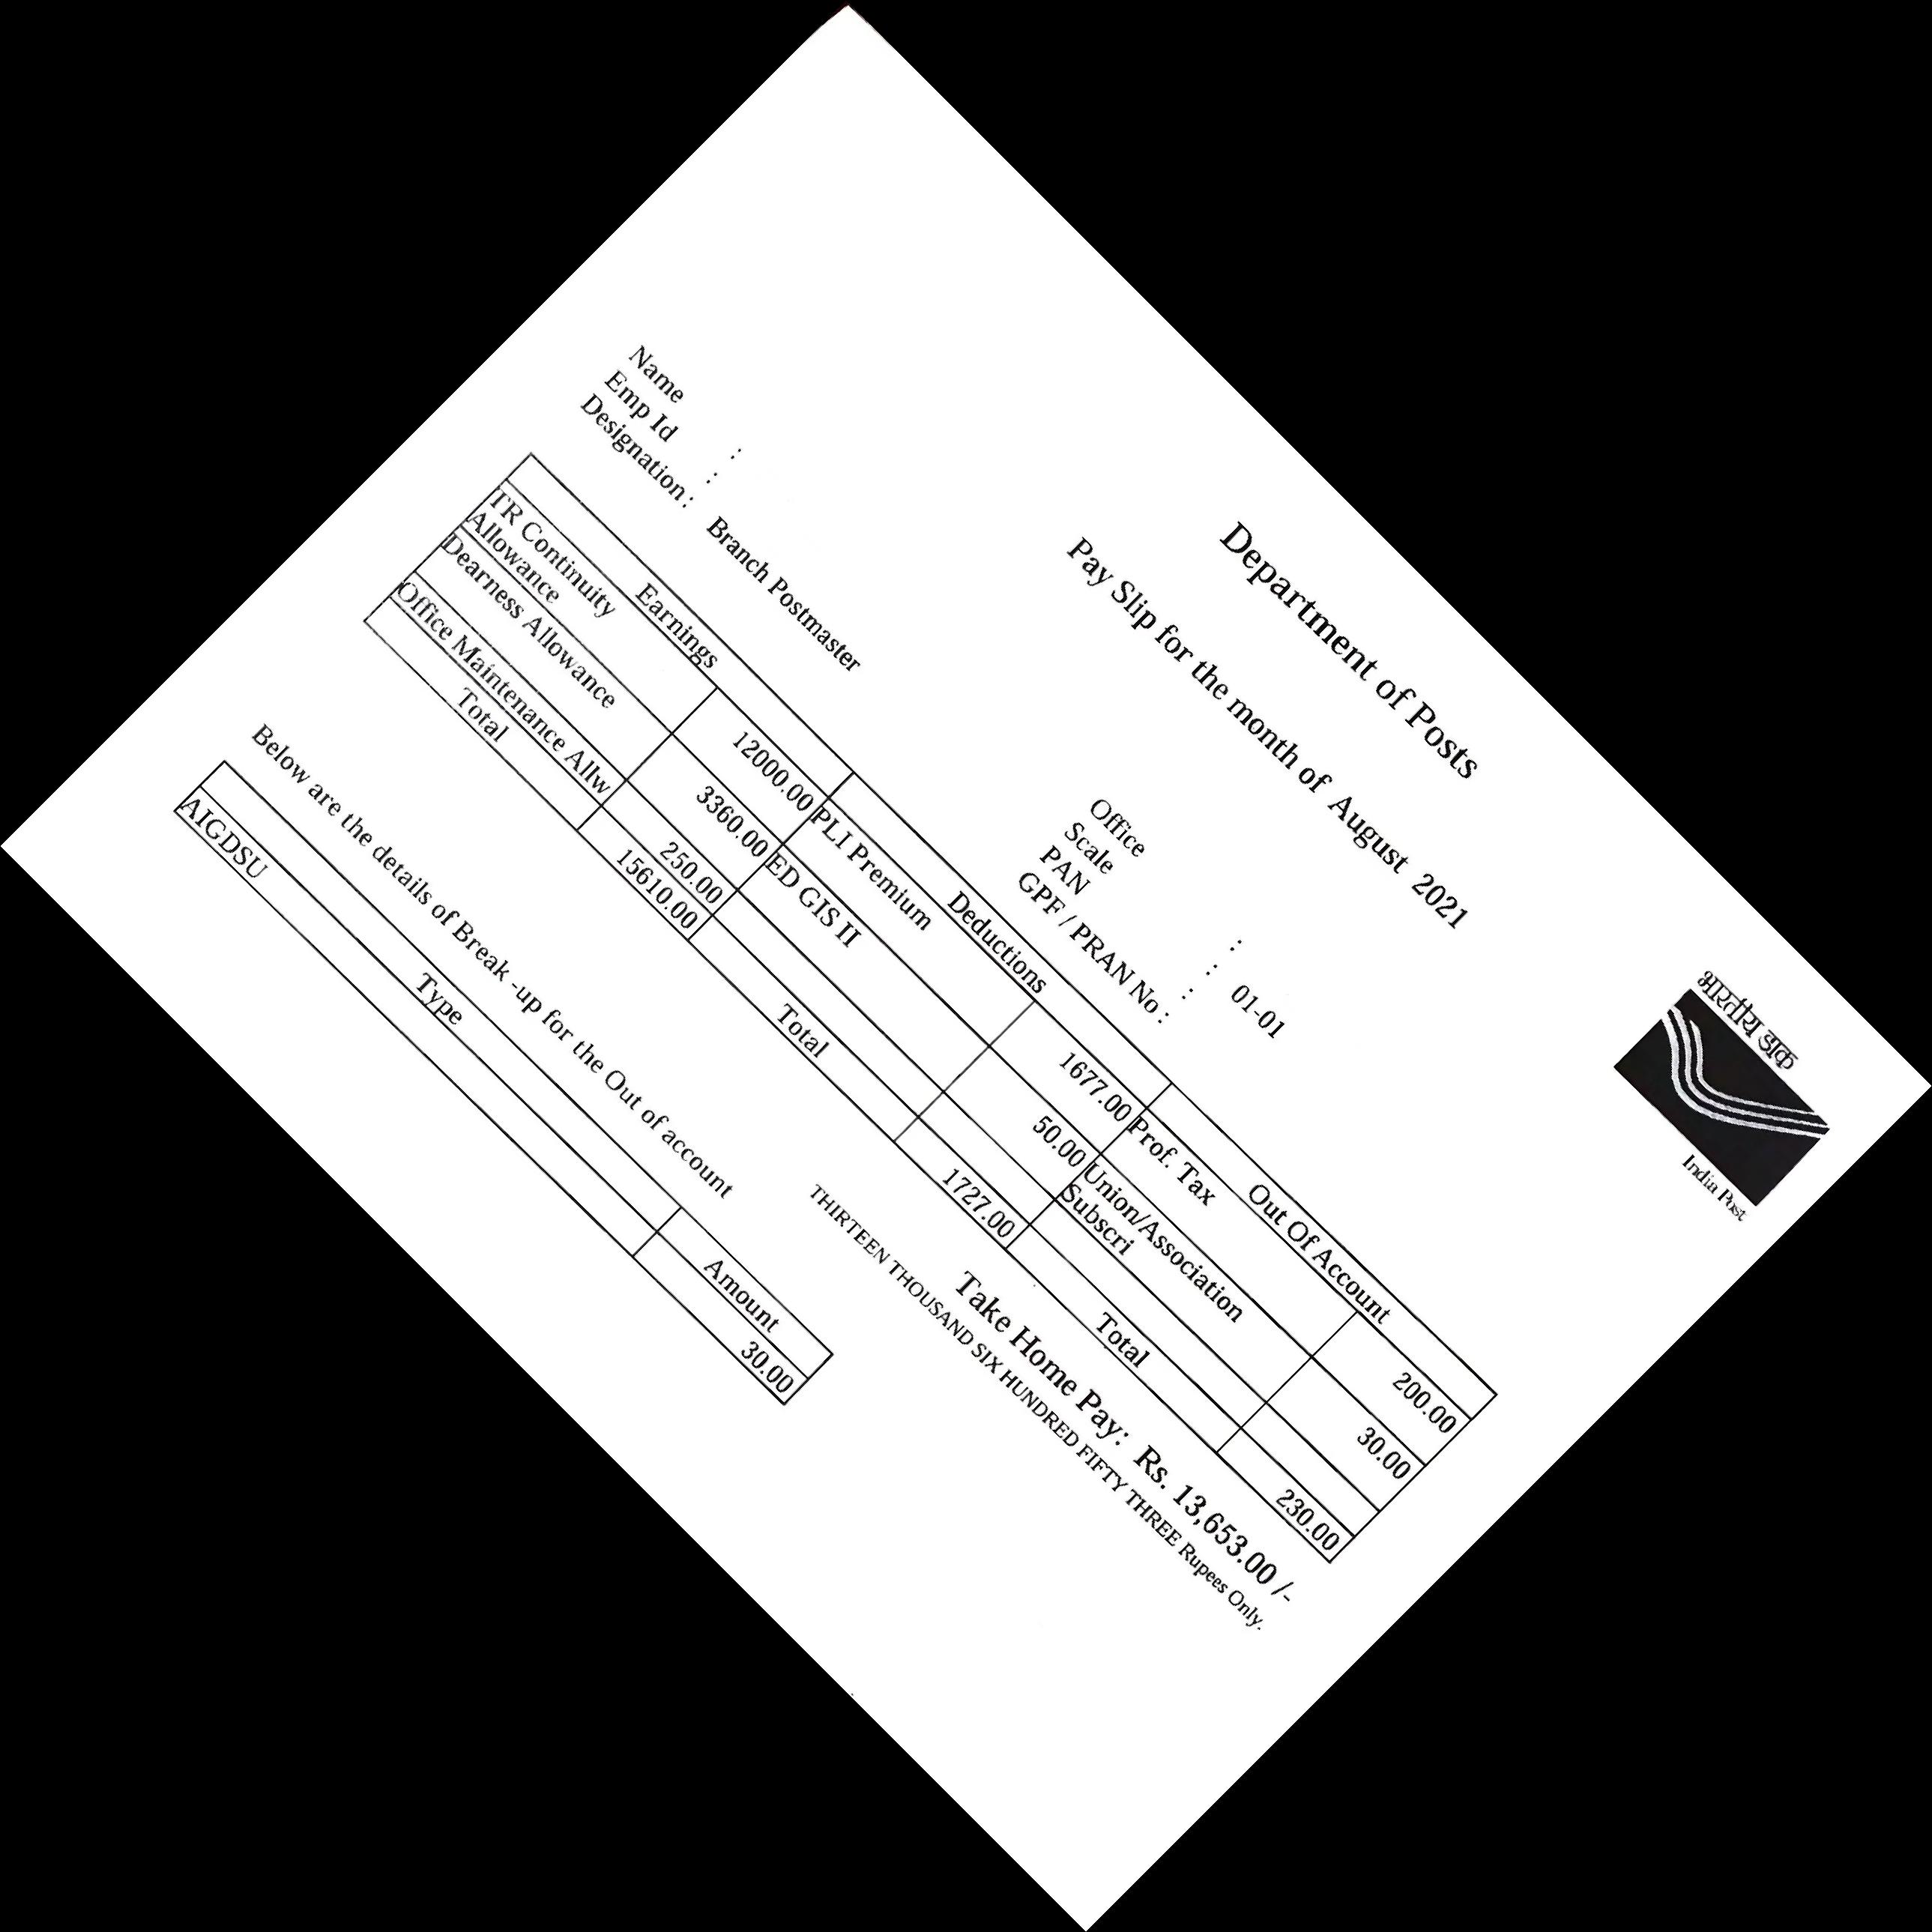 भारतीय डाक
India Post
Department of Posts
Pay Slip for the month of August 2021
Name :
Office :
Emp Id :
Scale : 01-01
Designation : Branch Postmaster
PAN :
GPF / PRAN No :
Earnings Deductions Out Of Account
TR Continuity Allowance 12000.00 PLI Premium 1677.00 Prof. Tax 200.00
Dearness Allowance 3360.00 ED GIS II 50.00 Union/Association Subscri 30.00
Office Maintenance Allw 250.00
Total 15610.00 Total 1727.00 Total 230.00
Take Home Pay: Rs. 13,653.00 /-
THIRTEEN THOUSAND SIX HUNDRED FIFTY THREE Rupees Only.
Below are the details of Break -up for the Out of account
Type Amount
AIGDSU 30.00